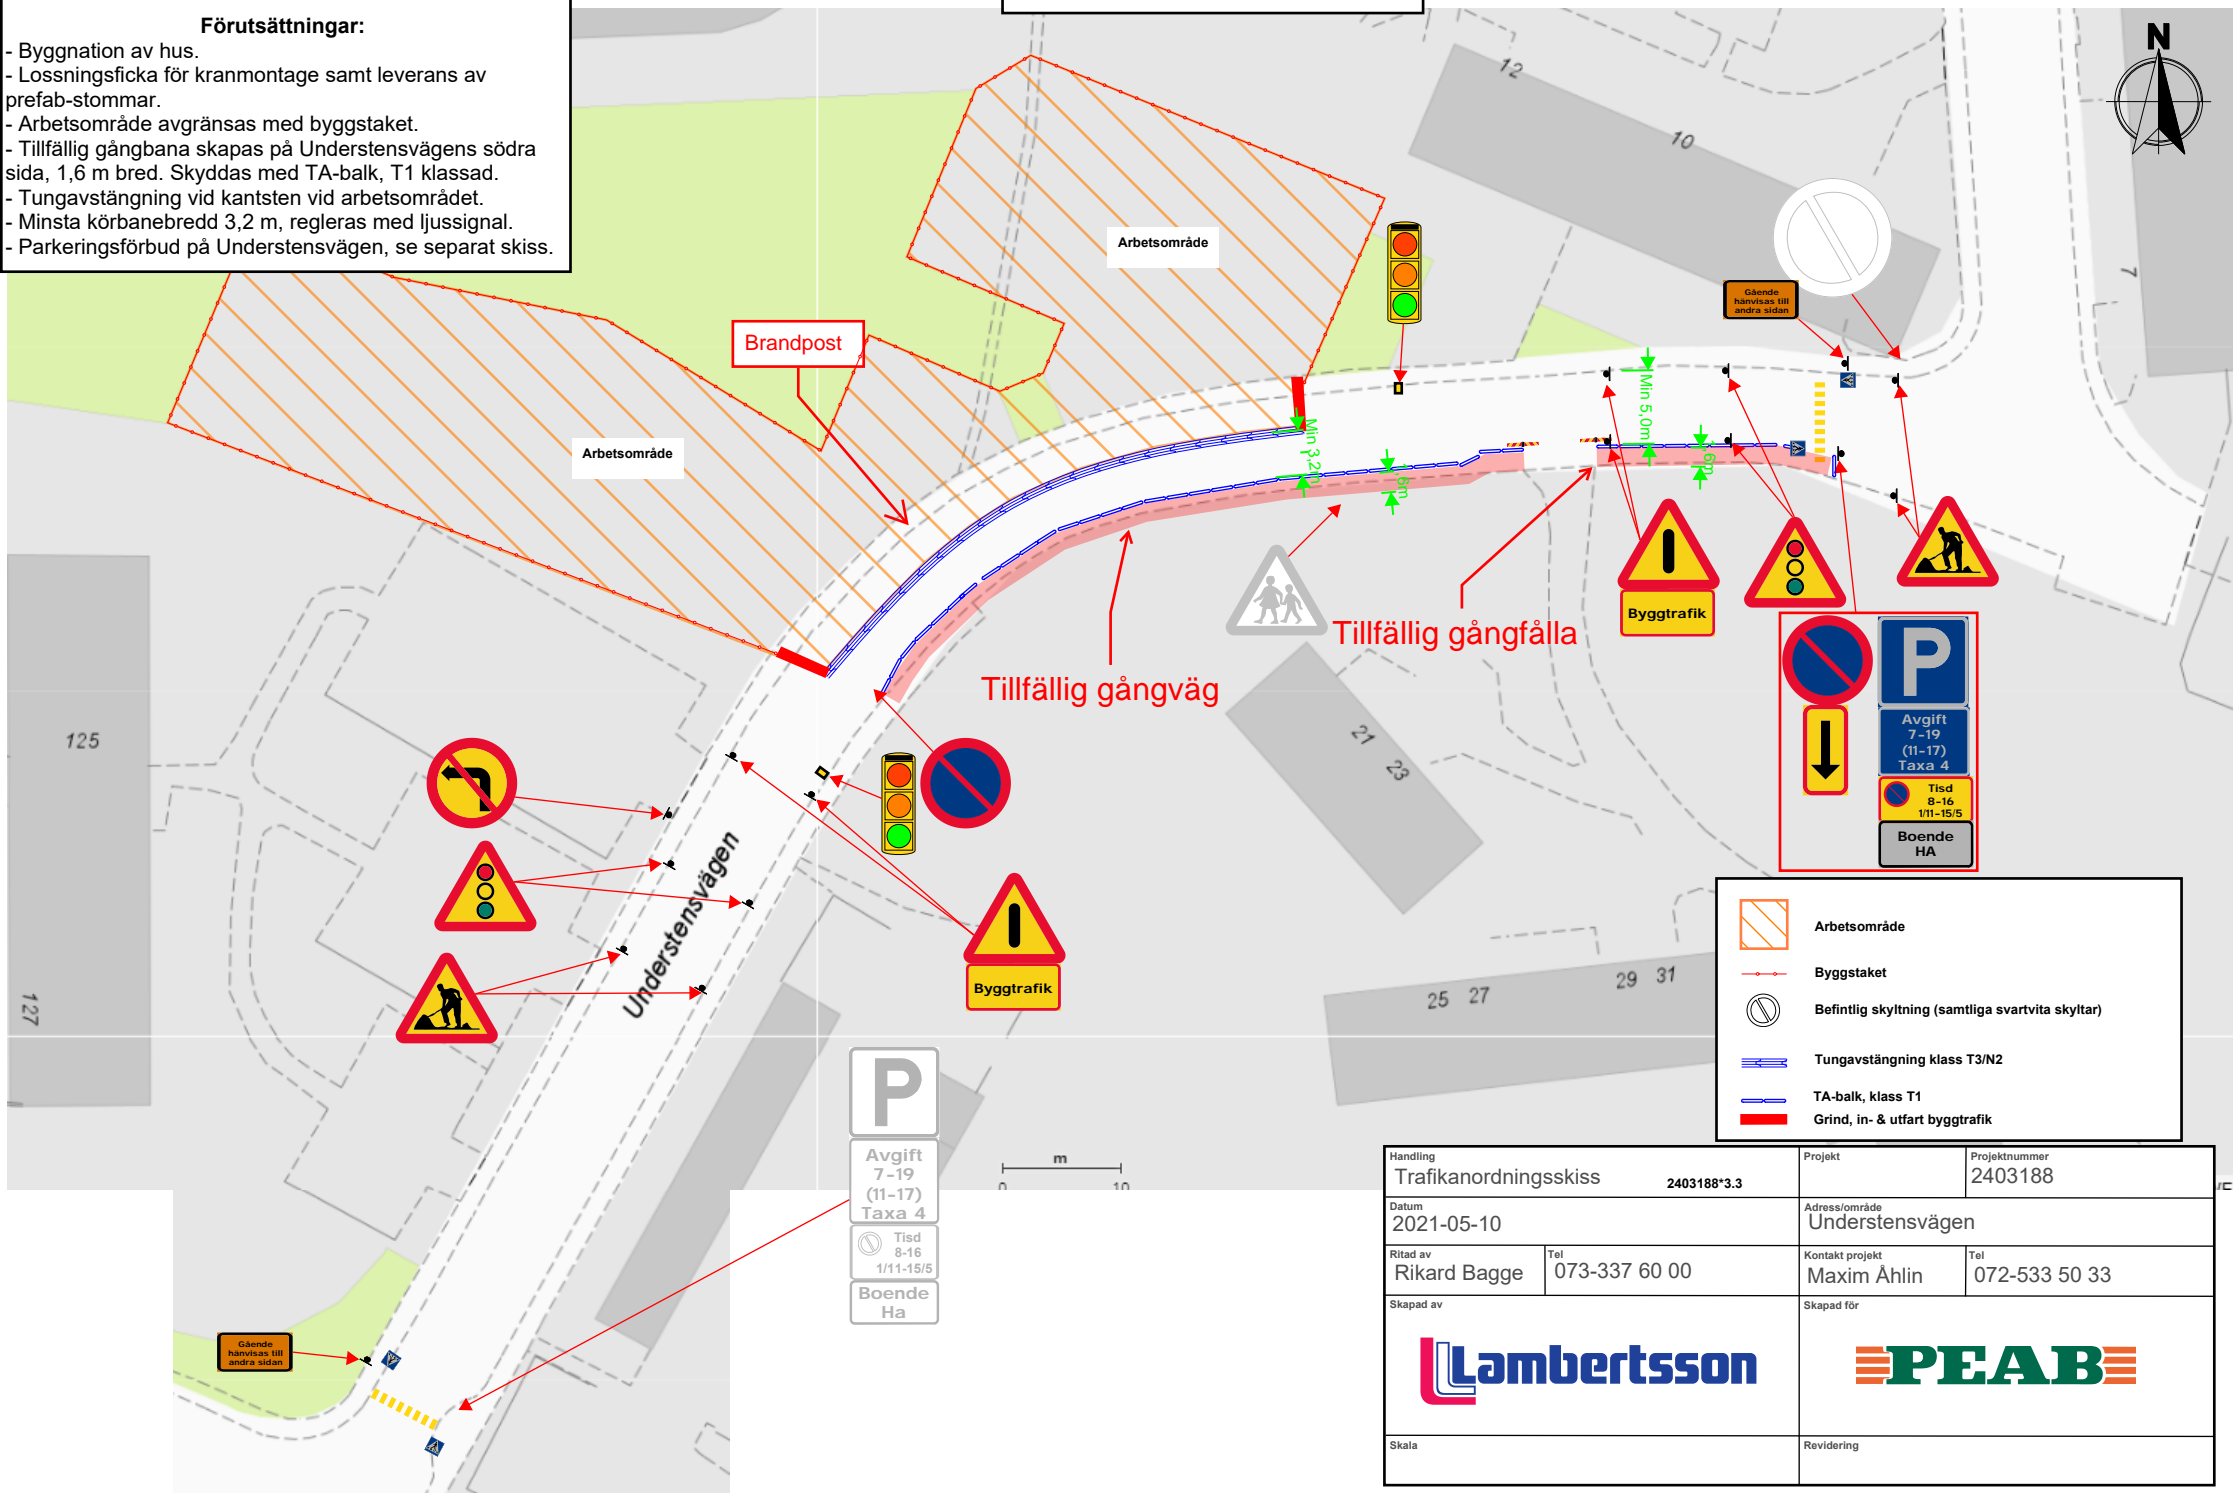 Förutsättningar:
- Byggnation av hus.
- Lossningsficka för kranmontage samt leverans av
prefab-stommar.
- Arbetsområde avgränsas med byggstaket.
- Tillfällig gångbana skapas på Understensvägens södra
sida, 1,6 m bred. Skyddas med TA-balk, T1 klassad.
- Tungavstängning vid kantsten vid arbetsområdet.
- Minsta körbanebredd 3,2 m, regleras med ljussignal.
- Parkeringsförbud på Understensvägen, se separat skiss.
N
12
10
7
Arbetsområde
Gående
hänvisas till
andra sidan
Brandpost
Arbetsområde
Min 3,2m
1,6m
Min 5,0m
1,6m
Byggtrafik
Tillfällig gångfålla
Tillfällig gångväg
P
Avgift
7-19
(11-17)
Taxa 4
Tisd
8-16
1/11-15/5
Boende
HA
125
127
21
23
25 27
29 31
Understensvägen
Byggtrafik
P
Avgift
7-19
(11-17)
Taxa 4
Tisd
8-16
1/11-15/5
Boende
Ha
Gående
hänvisas till
andra sidan
m
0 10
Arbetsområde
Byggstaket
Befintlig skyltning (samtliga svartvita skyltar)
Tungavstängning klass T3/N2
TA-balk, klass T1
Grind, in- & utfart byggtrafik
Handling
Trafikanordningsskiss 2403188*3.3
Projekt
Projektnummer
2403188
Datum
2021-05-10
Adress/område
Understensvägen
Ritad av
Rikard Bagge
Tel
073-337 60 00
Kontakt projekt
Maxim Åhlin
Tel
072-533 50 33
Skapad av
Lambertsson
Skapad för
PEAB
Skala
Revidering